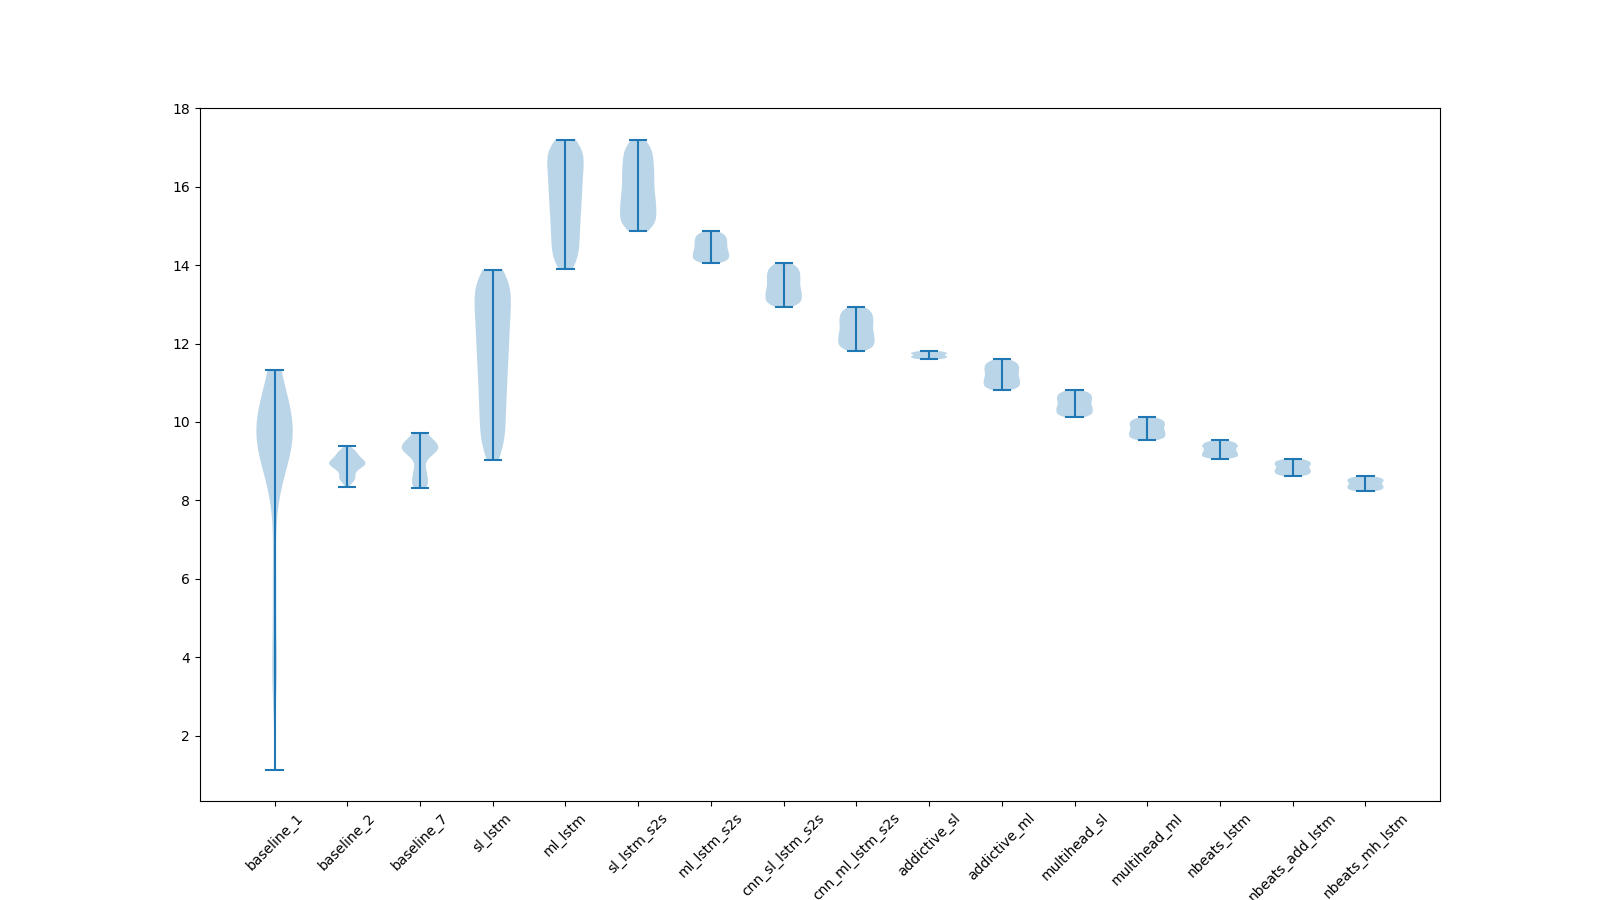 18
16
14
12
10
8
6
4
2
baseline_1
baseline_2
baseline_7
sl_lstm
ml_lstm
sl_lstm_s2s
ml_lstm_s2s
cnn_sl_lstm_s2s
cnn_ml_lstm_s2s
addictive_sl
addictive_ml
multihead_sl
multihead_ml
nbeats_lstm
nbeats_add_lstm
nbeats_mh_lstm